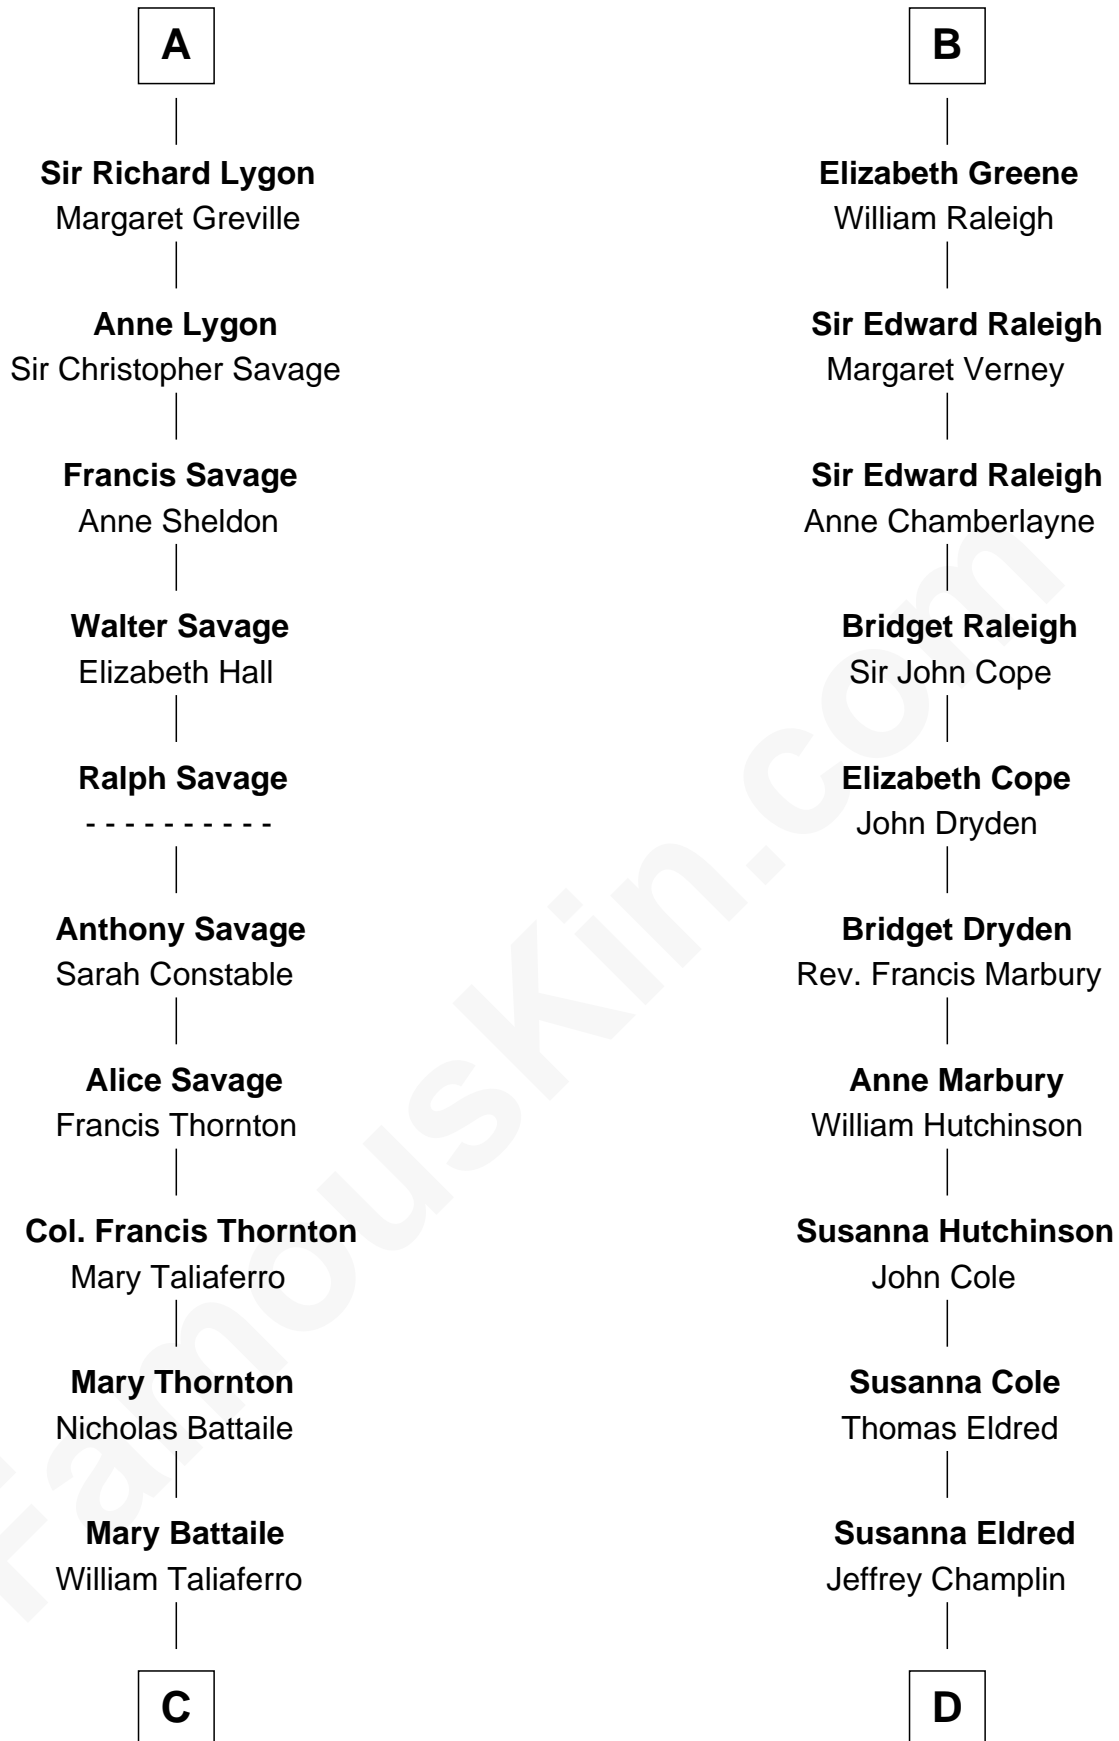 A
Sir Richard Lygon
Margaret Greville
Anne Lygon
Sir Christopher Savage
Francis Savage
Anne Sheldon
Walter Savage
Elizabeth Hall
Ralph Savage
- - - - - - - - - -
Anthony Savage
Sarah Constable
Alice Savage
Francis Thornton
Col. Francis Thornton
Mary Taliaferro
Mary Thornton
Nicholas Battaile
Mary Battaile
William Taliaferro
C
B
Elizabeth Greene
William Raleigh
Sir Edward Raleigh
Margaret Verney
Sir Edward Raleigh
Anne Chamberlayne
Bridget Raleigh
Sir John Cope
Elizabeth Cope
John Dryden
Bridget Dryden
Rev. Francis Marbury
Anne Marbury
William Hutchinson
Susanna Hutchinson
John Cole
Susanna Cole
Thomas Eldred
Susanna Eldred
Jeffrey Champlin
D
FamousKin.com